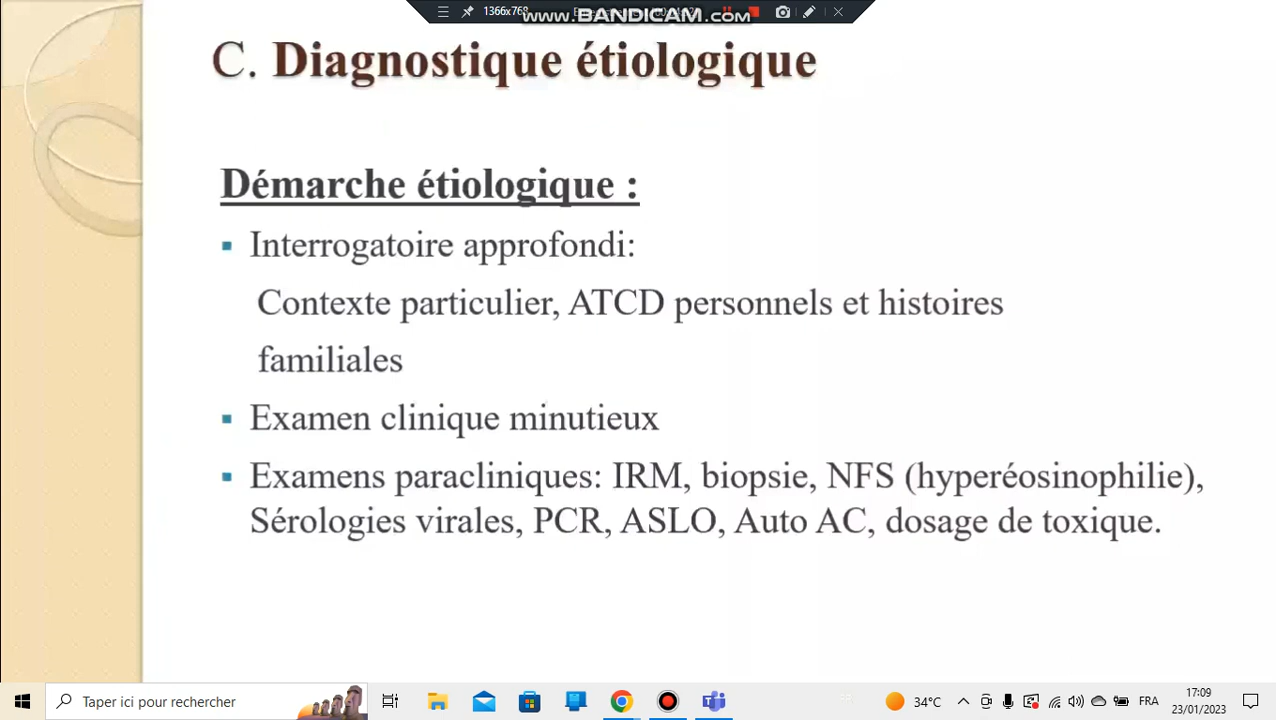 1366x768
www.BANDICAM.com
C. Diagnostique étiologique
Démarche étiologique :
▪ Interrogatoire approfondi:
Contexte particulier, ATCD personnels et histoires
familiales
▪ Examen clinique minutieux
▪ Examens paracliniques: IRM, biopsie, NFS (hyperéosinophilie),
Sérologies virales, PCR, ASLO, Auto AC, dosage de toxique.
Taper ici pour rechercher
34°C
FRA
17:09
23/01/2023